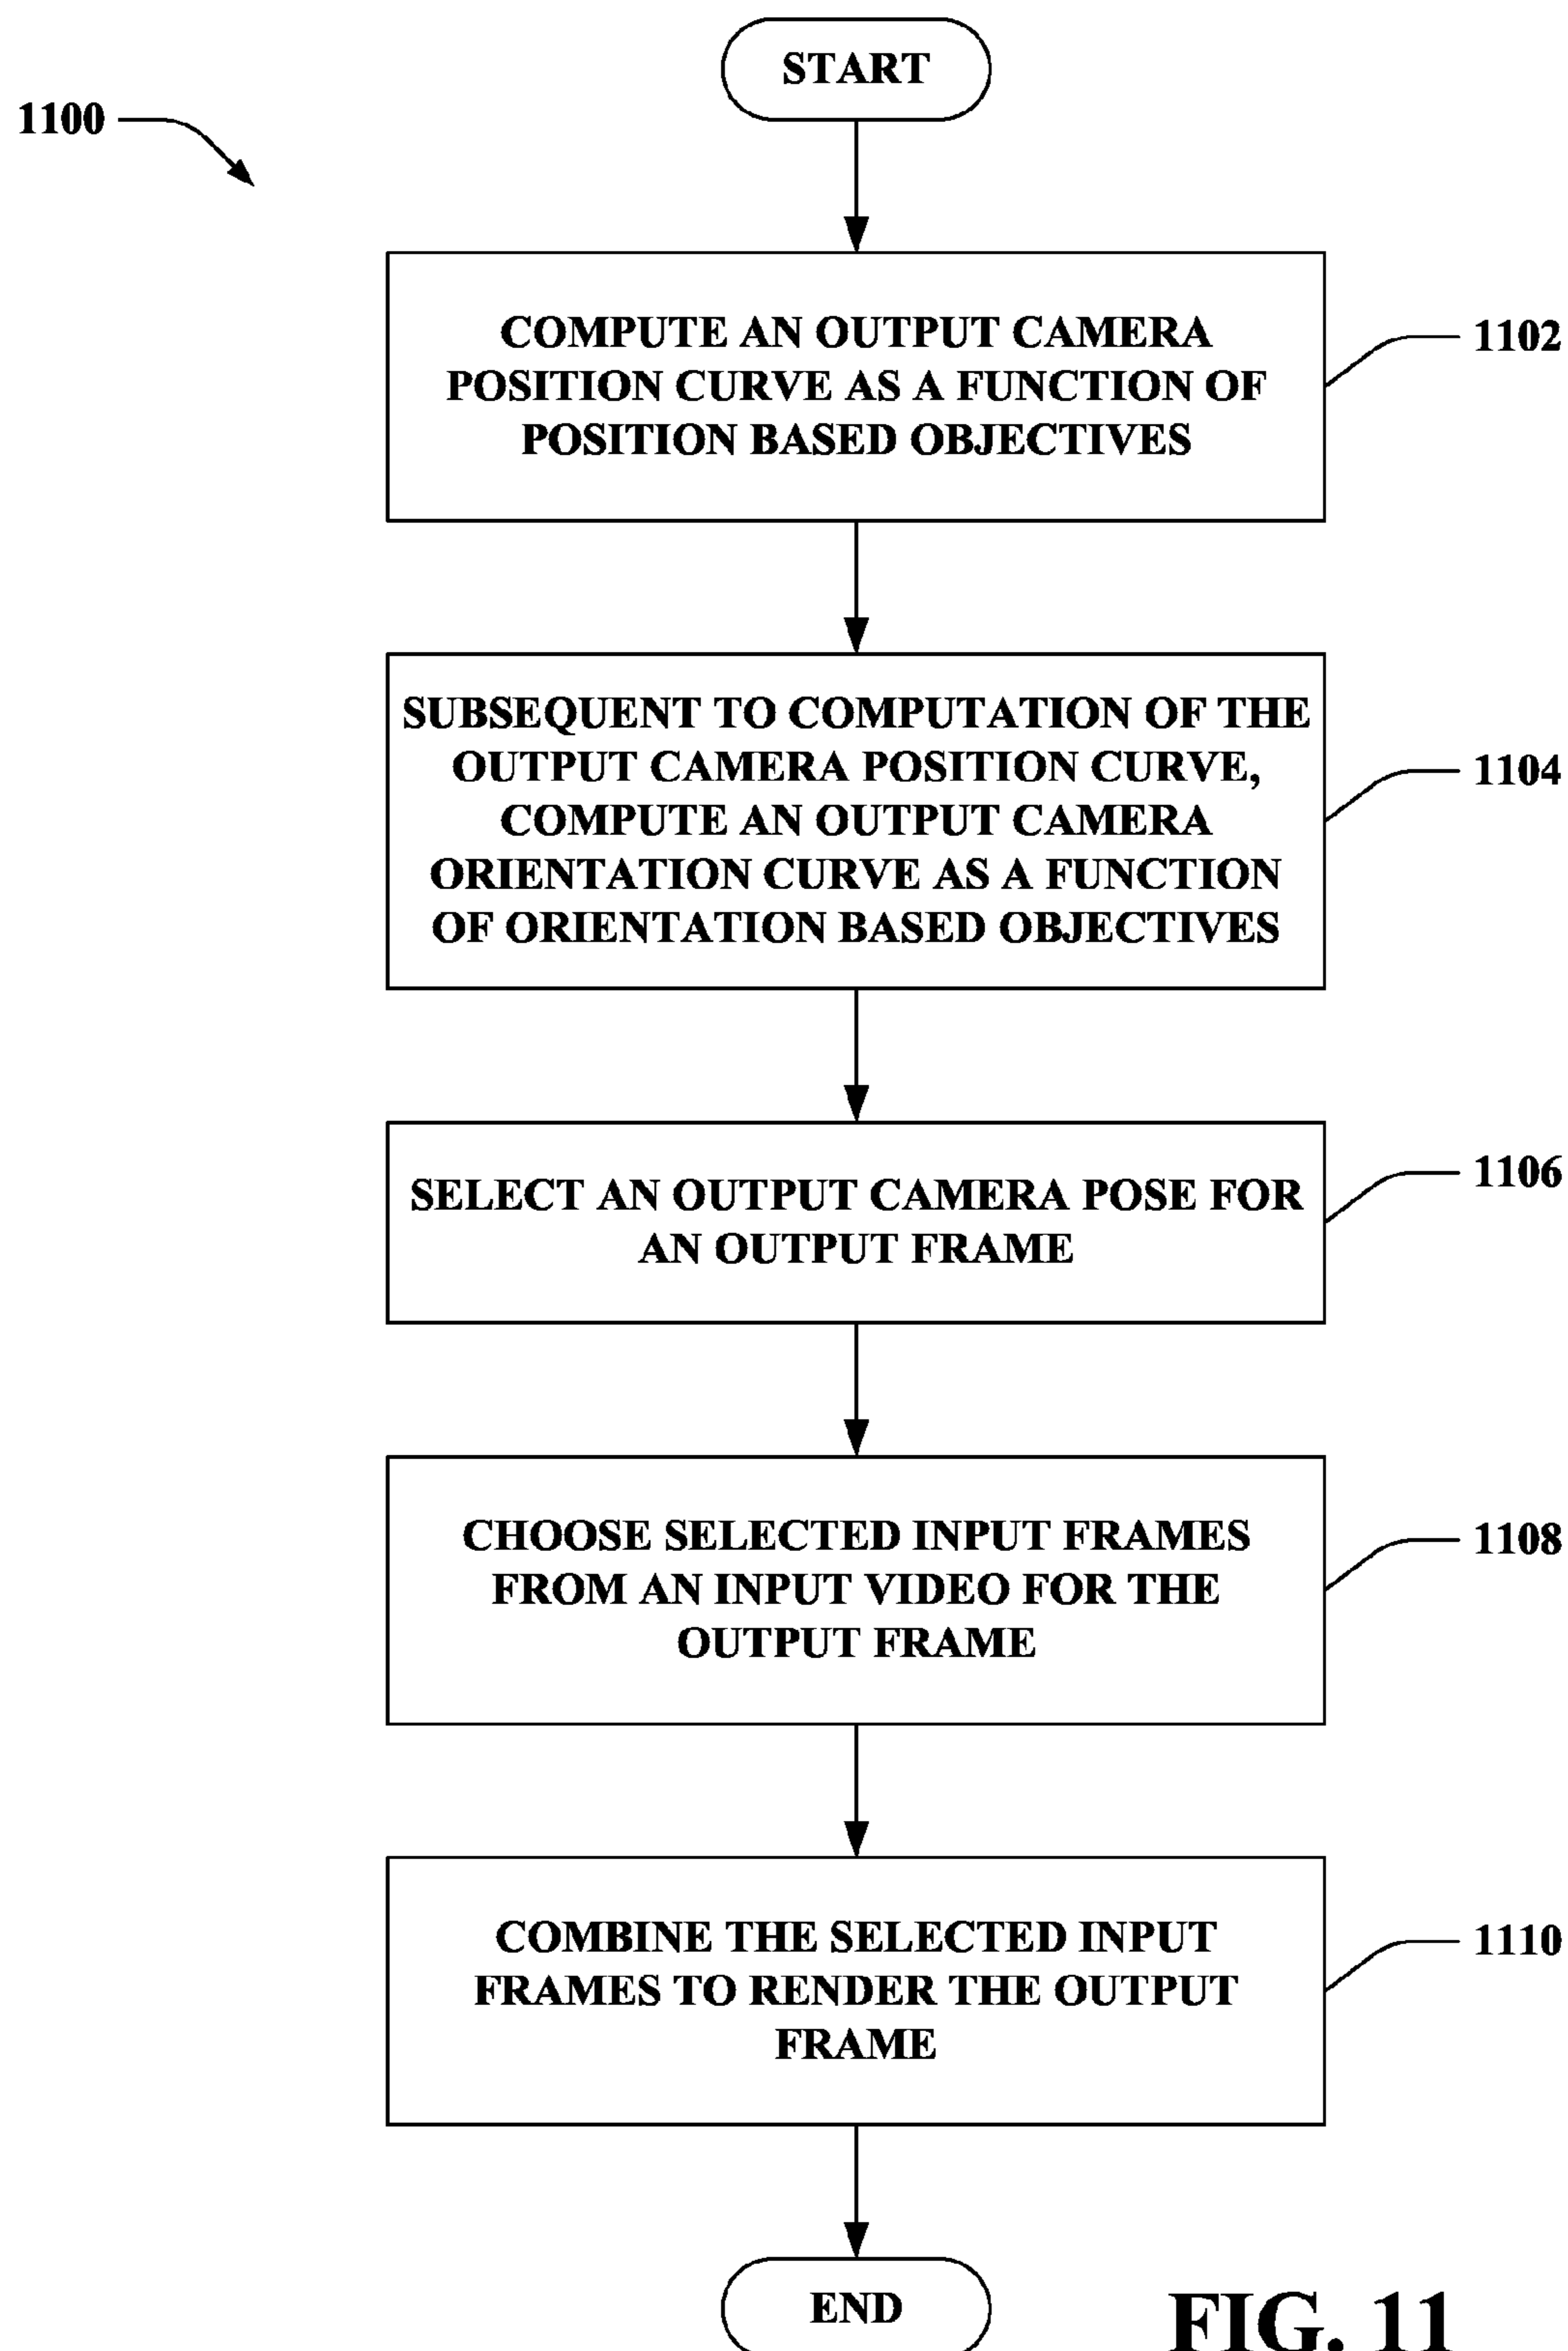 START
1100
COMPUTE AN OUTPUT CAMERA
POSITION CURVE AS A FUNCTION OF
POSITION BASED OBJECTIVES
1102
SUBSEQUENT TO COMPUTATION OF THE
OUTPUT CAMERA POSITION CURVE,
COMPUTE AN OUTPUT CAMERA
ORIENTATION CURVE AS A FUNCTION
OF ORIENTATION BASED OBJECTIVES
1104
SELECT AN OUTPUT CAMERA POSE FOR
AN OUTPUT FRAME
1106
CHOOSE SELECTED INPUT FRAMES
FROM AN INPUT VIDEO FOR THE
OUTPUT FRAME
1108
COMBINE THE SELECTED INPUT
FRAMES TO RENDER THE OUTPUT
FRAME
1110
END
FIG. 11